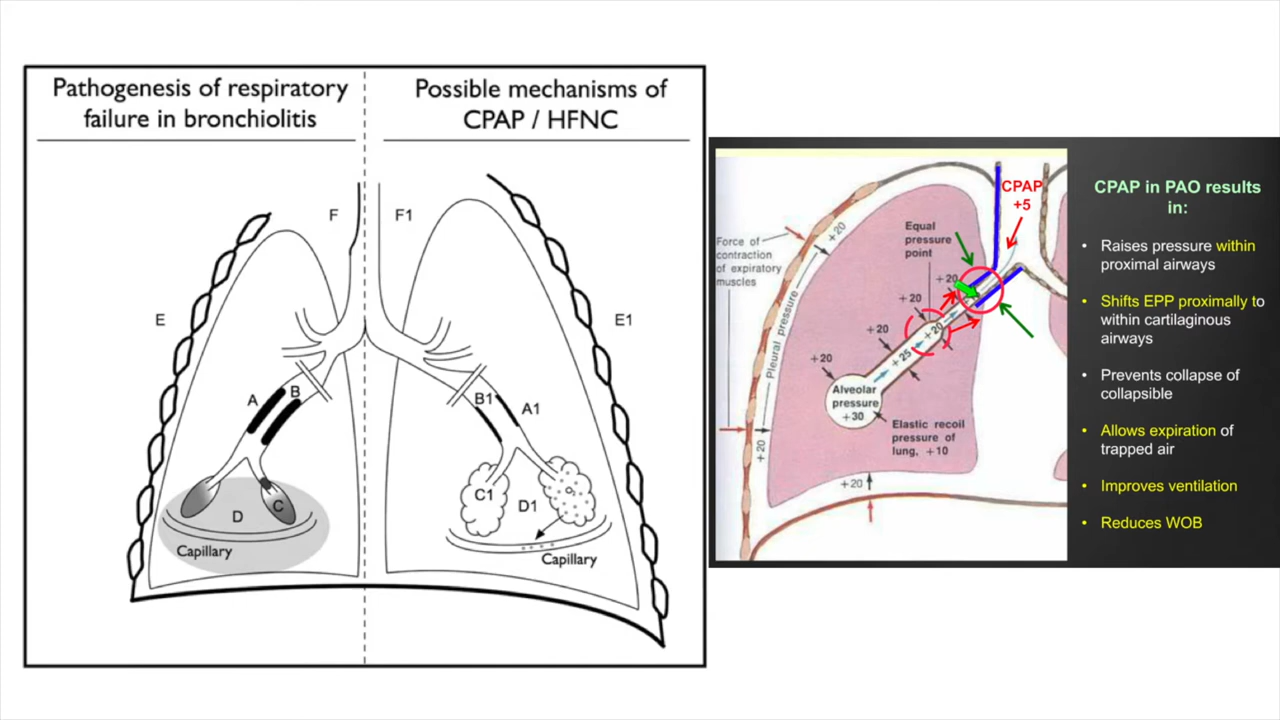 Pathogenesis of respiratory
failure in bronchiolitis
Possible mechanisms of
CPAP / HFNC
F
F1
E
E1
A
B
B1
A1
C1
D
C
D1
Capillary
Capillary
CPAP
+5
Equal
pressure
point
Force of
contraction
of expiratory
muscles
Pleural pressure
+20
+20
+20
+20
+20
+20
+25
+20
+20
Alveolar
pressure
+30
Elastic recoil
pressure of
lung, +10
CPAP in PAO results
in:
• Raises pressure within
proximal airways
• Shifts EPP proximally to
within cartilaginous
airways
• Prevents collapse of
collapsible
• Allows expiration of
trapped air
• Improves ventilation
• Reduces WOB